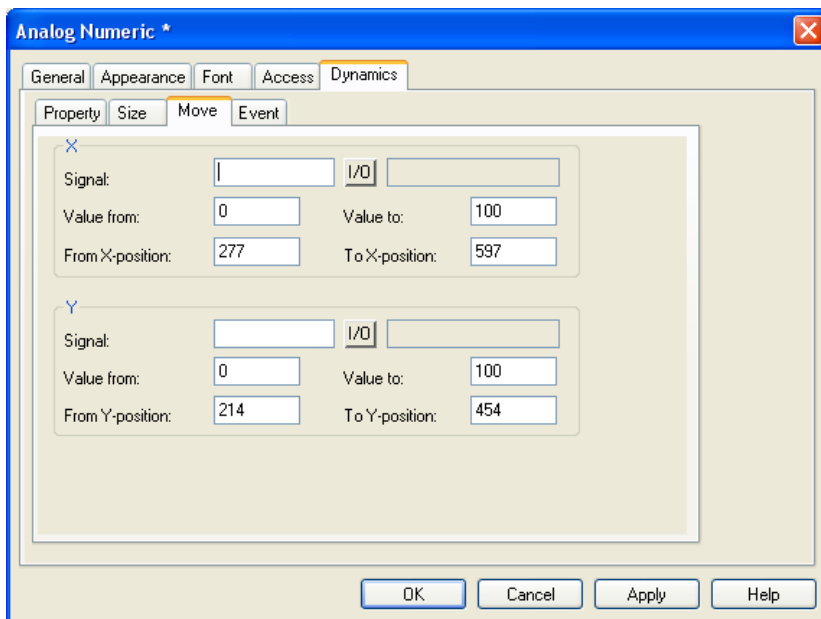 Analog Numeric *
General Appearance Font Access Dynamics
Property Size Move Event
X
Signal: I/O
Value from: 0 Value to: 100
From X-position: 277 To X-position: 597
Y
Signal: I/O
Value from: 0 Value to: 100
From Y-position: 214 To Y-position: 454
OK Cancel Apply Help